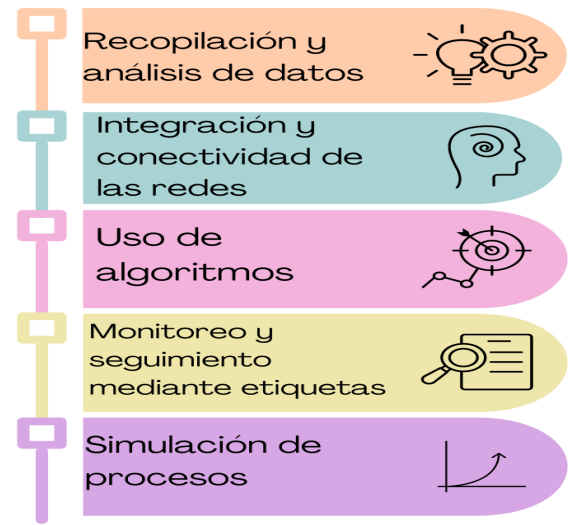 Recopilación y
análisis de datos
Integración y
conectividad de
las redes
Uso de
algoritmos
Monitoreo y
seguimiento
mediante etiquetas
Simulación de
procesos